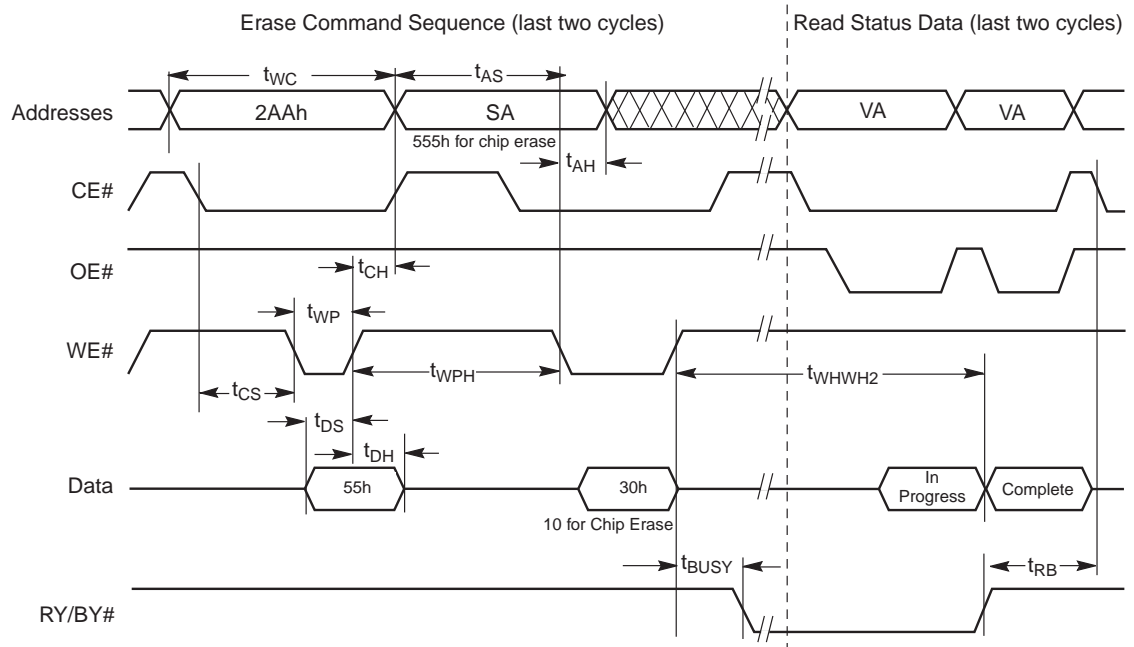 Erase Command Sequence (last two cycles)
Read Status Data (last two cycles)
tWC
tAS
Addresses
2AAh
SA
VA
VA
555h for chip erase
tAH
CE#
OE#
tCH
tWP
WE#
tWPH
tWHWH2
tCS
tDS
tDH
Data
55h
30h
In
Progress
Complete
10 for Chip Erase
tBUSY
tRB
RY/BY#